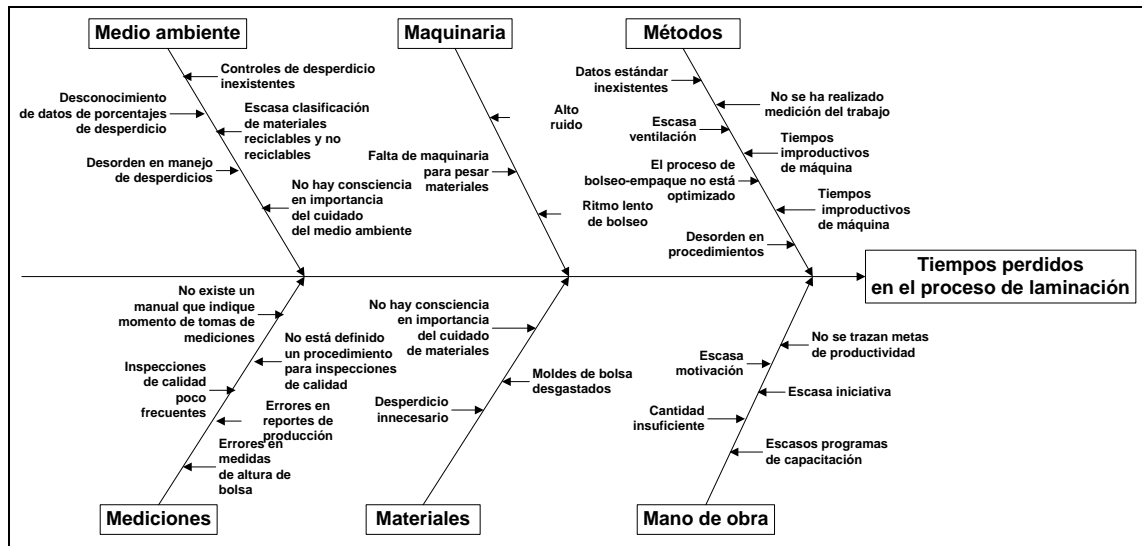 Medio ambiente
Maquinaria
Métodos
Controles de desperdicio
inexistentes
Desconocimiento
de datos de porcentajes
de desperdicio
Escasa clasificación
de materiales
reciclables y no
reciclables
Desorden en manejo
de desperdicios
No hay consciencia
en importancia
del cuidado
del medio ambiente
Alto
ruido
Falta de maquinaria
para pesar
materiales
Ritmo lento
de bolseo
Datos estándar
inexistentes
No se ha realizado
medición del trabajo
Escasa
ventilación
Tiempos
improductivos
de máquina
El proceso de
bolseo-empaque no está
optimizado
Tiempos
improductivos
de máquina
Desorden en
procedimientos
Tiempos perdidos
en el proceso de laminación
No existe un
manual que indique
momento de tomas de
mediciones
No está definido
un procedimiento
para inspecciones
de calidad
Inspecciones
de calidad
poco
frecuentes
Errores en
reportes de
producción
Errores en
medidas
de altura de
bolsa
No hay consciencia
en importancia
del cuidado
de materiales
Moldes de bolsa
desgastados
Desperdicio
innecesario
No se trazan metas
de productividad
Escasa
motivación
Escasa iniciativa
Cantidad
insuficiente
Escasos programas
de capacitación
Mediciones
Materiales
Mano de obra